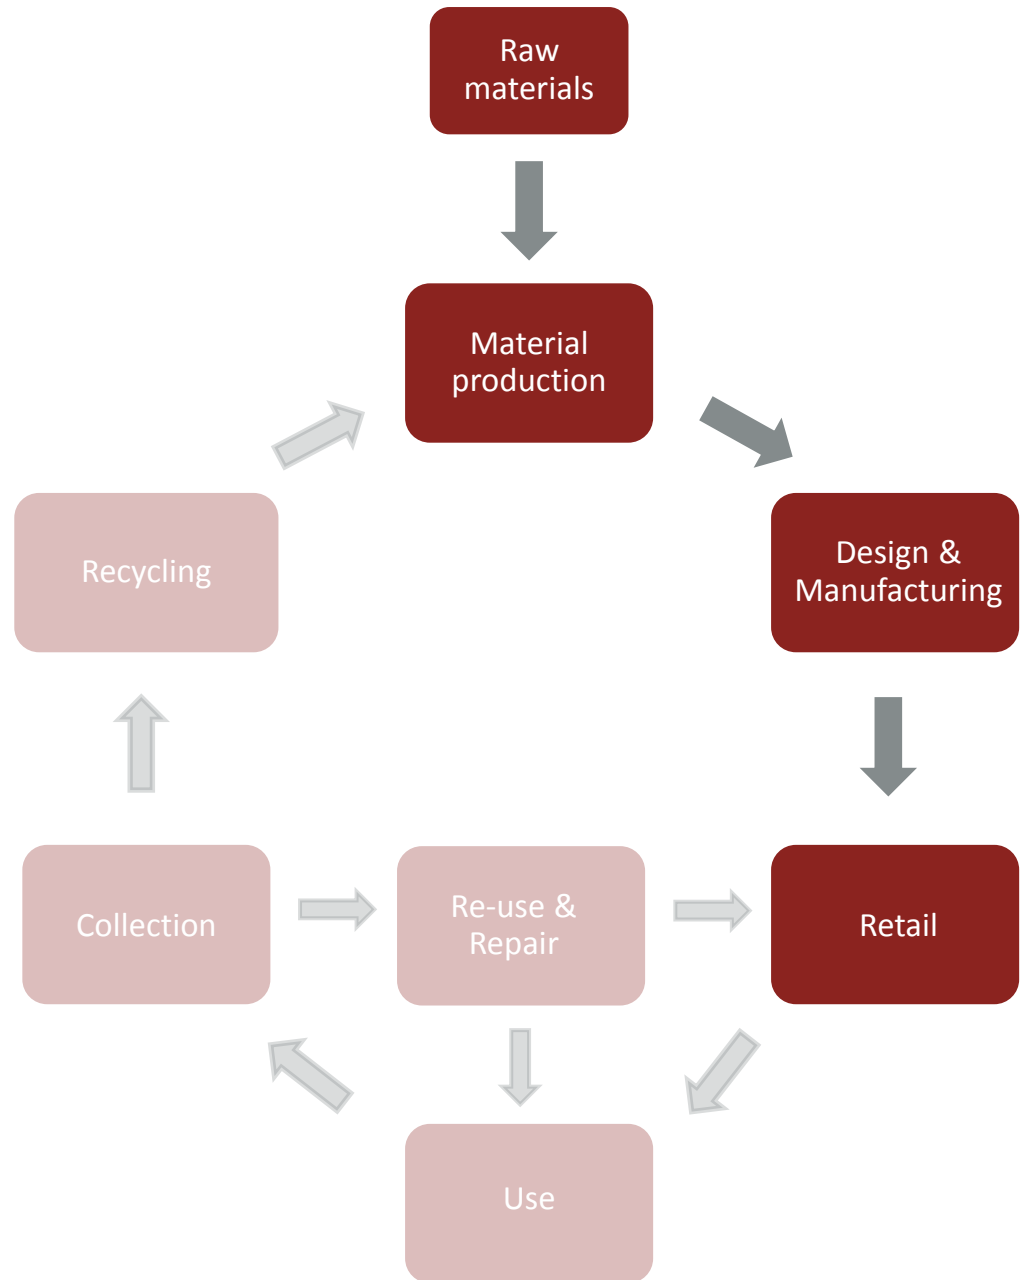 Raw
materials
Material
production
Recycling
Design &
Manufacturing
Collection
Re-use &
Repair
Retail
Use